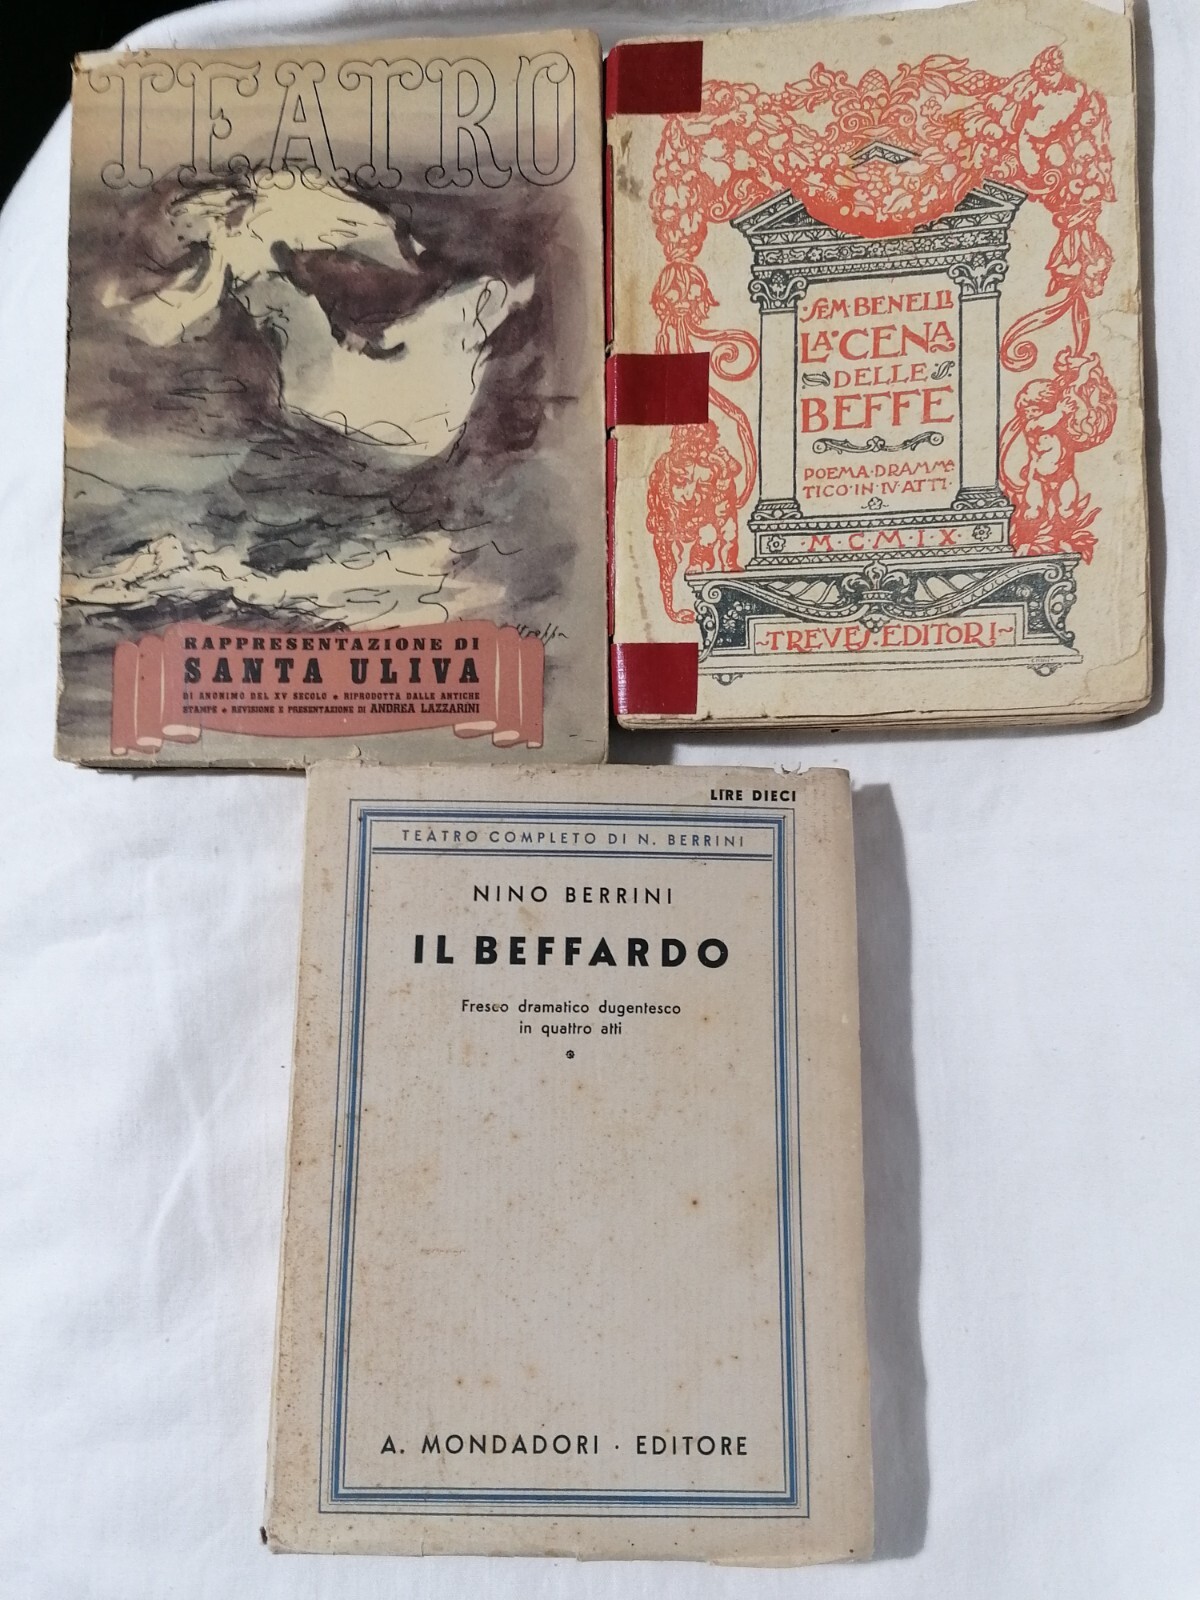 TEATRO
RAPPRESENTAZIONE DI
SANTA ULIVA
DI ANONIMO DEL XV SECOLO • RIPRODOTTA DALLE ANTICHE
STAMPE • REVISIONE E PRESENTAZIONE DI ANDREA LAZZARINI
SEM·BENELLI
LA·CENA
DELLE
BEFFE
POEMA·DRAMMA
TICO·IN·IV·ATTI·
·M·C·M·I·X·
TREVES·EDITORI
LIRE DIECI
TEATRO COMPLETO DI N. BERRINI
NINO BERRINI
IL BEFFARDO
Fresco dramatico dugentesco
in quattro atti
A. MONDADORI · EDITORE